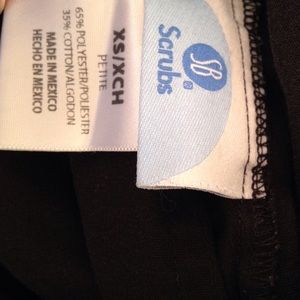 SB
Scrubs®
XS/XCH
PETITE
65% POLYESTER/POLIESTER
35% COTTON/ALGODON
MADE IN MEXICO
HECHO EN MEXICO